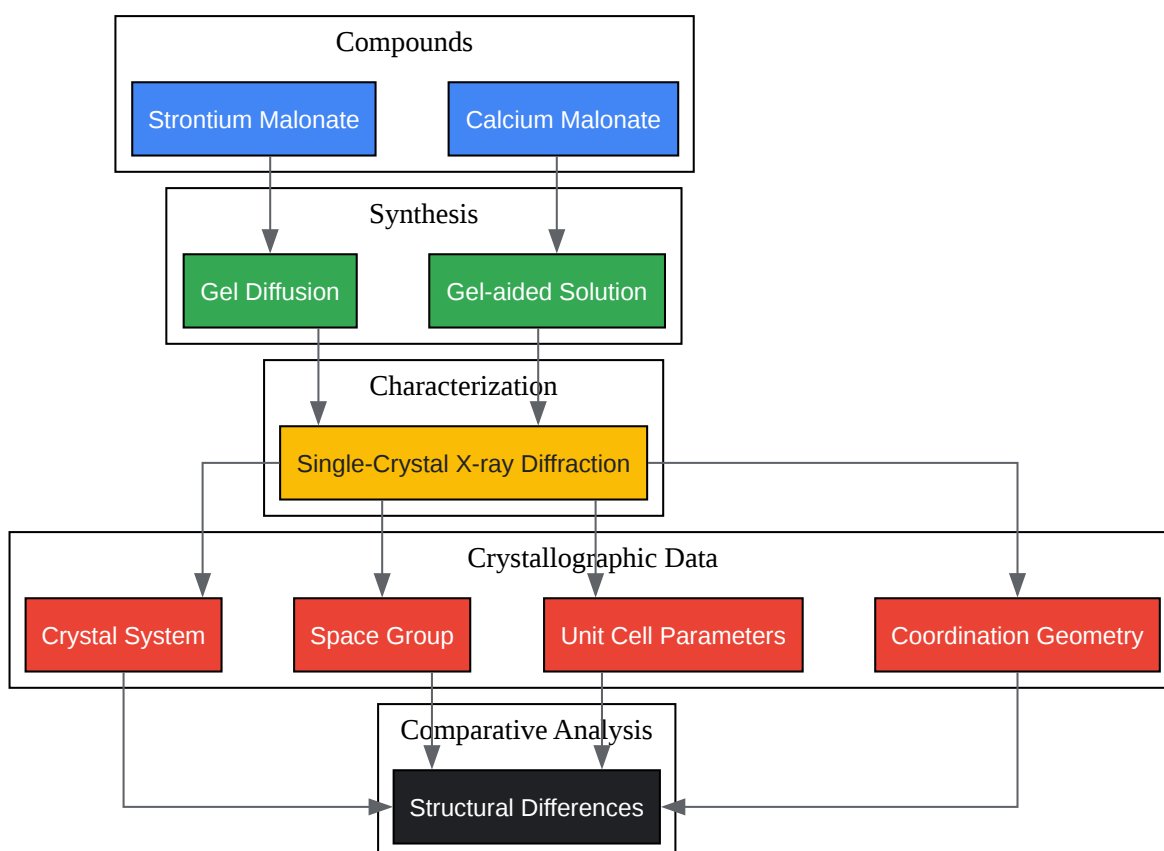 Compounds
Strontium Malonate
Calcium Malonate
Synthesis
Gel Diffusion
Gel-aided Solution
Characterization
Single-Crystal X-ray Diffraction
Crystallographic Data
Crystal System
Space Group
Unit Cell Parameters
Coordination Geometry
Comparative Analysis
Structural Differences